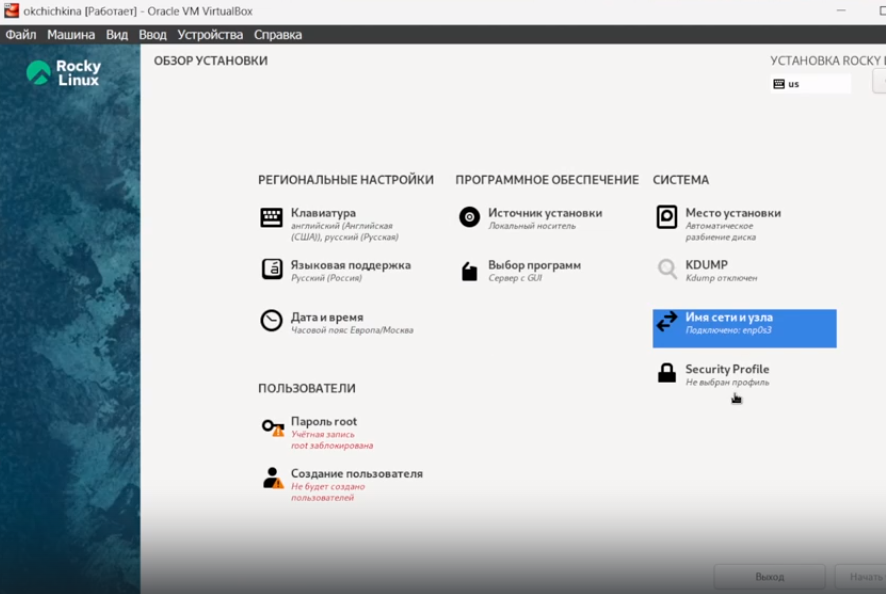 okchichkina [Работает] - Oracle VM VirtualBox
Файл Машина Вид Ввод Устройства Справка
Rocky
Linux
ОБЗОР УСТАНОВКИ
УСТАНОВКА ROCKY
us
РЕГИОНАЛЬНЫЕ НАСТРОЙКИ
Клавиатура
английский (Английская
(США)), русский (Русская)
Языковая поддержка
Русский (Россия)
Дата и время
Часовой пояс Европа/Москва
ПРОГРАММНОЕ ОБЕСПЕЧЕНИЕ
Источник установки
Локальный носитель
Выбор программ
Сервер с GUI
СИСТЕМА
Место установки
Автоматическое
разбиение диска
KDUMP
Kdump отключен
Имя сети и узла
Подключено: enp0s3
Security Profile
Не выбран профиль
ПОЛЬЗОВАТЕЛИ
Пароль root
Учётная запись
root заблокирована
Создание пользователя
Не будет создано
пользователей
Выход
Начать